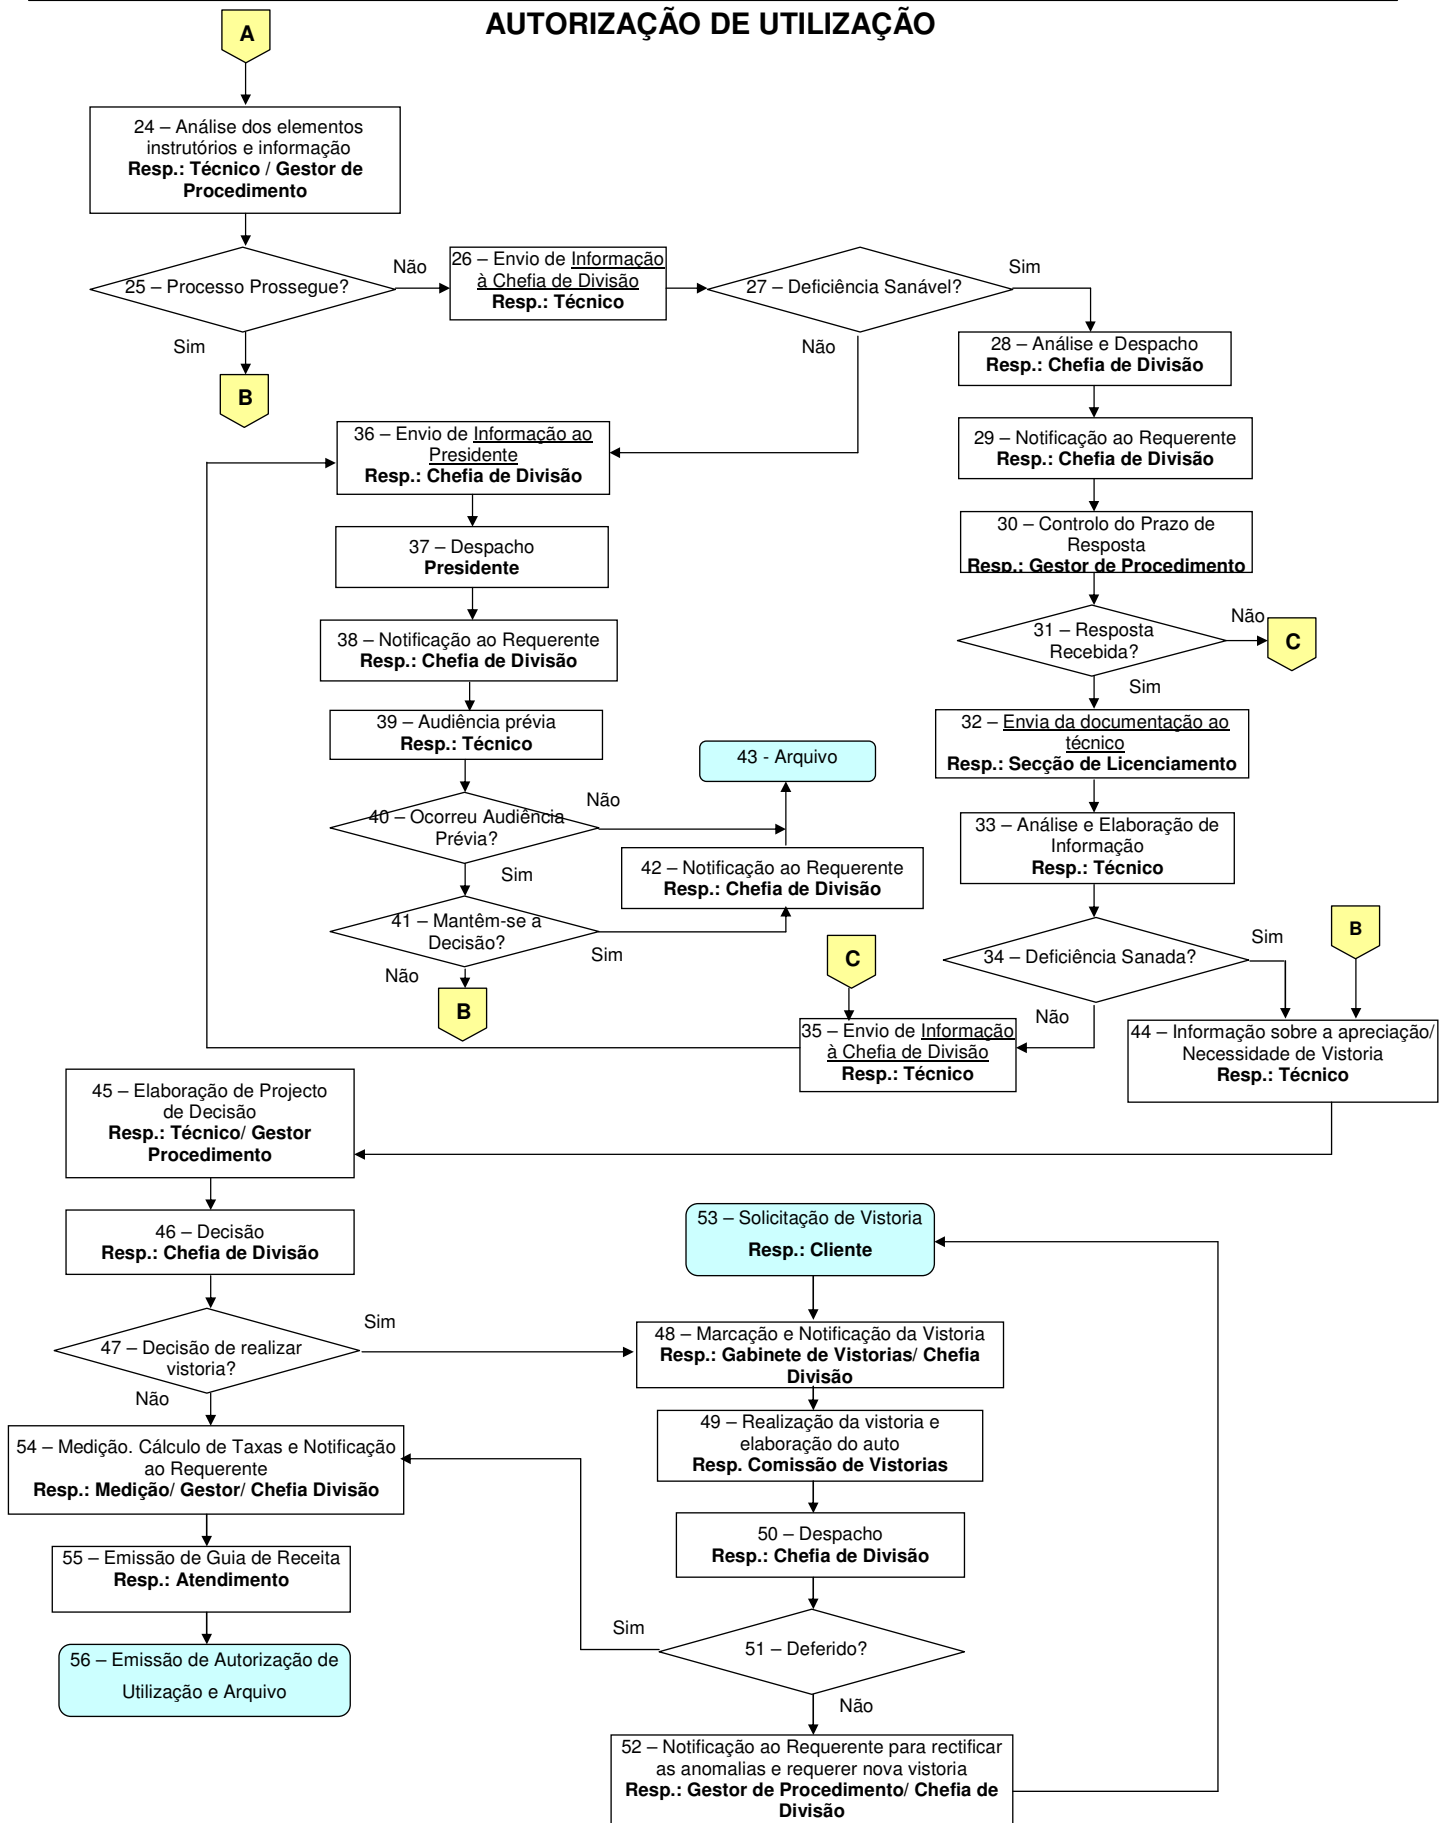 AUTORIZAÇÃO DE UTILIZAÇÃO
A
24 – Análise dos elementos
instrutórios e informação
Resp.: Técnico / Gestor de
Procedimento
25 – Processo Prossegue?
Não
Sim
B
26 – Envio de Informação
à Chefia de Divisão
Resp.: Técnico
27 – Deficiência Sanável?
Sim
Não
28 – Análise e Despacho
Resp.: Chefia de Divisão
29 – Notificação ao Requerente
Resp.: Chefia de Divisão
30 – Controlo do Prazo de
Resposta
Resp.: Gestor de Procedimento
31 – Resposta
Recebida?
Não
C
Sim
32 – Envia da documentação ao
técnico
Resp.: Secção de Licenciamento
33 – Análise e Elaboração de
Informação
Resp.: Técnico
34 – Deficiência Sanada?
Sim
Não
B
C
35 – Envio de Informação
à Chefia de Divisão
Resp.: Técnico
36 – Envio de Informação ao
Presidente
Resp.: Chefia de Divisão
37 – Despacho
Presidente
38 – Notificação ao Requerente
Resp.: Chefia de Divisão
39 – Audiência prévia
Resp.: Técnico
40 – Ocorreu Audiência
Prévia?
Não
Sim
41 – Mantêm-se a
Decisão?
Sim
Não
B
42 – Notificação ao Requerente
Resp.: Chefia de Divisão
43 - Arquivo
44 – Informação sobre a apreciação/
Necessidade de Vistoria
Resp.: Técnico
45 – Elaboração de Projecto
de Decisão
Resp.: Técnico/ Gestor
Procedimento
46 – Decisão
Resp.: Chefia de Divisão
47 – Decisão de realizar
vistoria?
Sim
Não
53 – Solicitação de Vistoria
Resp.: Cliente
48 – Marcação e Notificação da Vistoria
Resp.: Gabinete de Vistorias/ Chefia
Divisão
49 – Realização da vistoria e
elaboração do auto
Resp. Comissão de Vistorias
50 – Despacho
Resp.: Chefia de Divisão
51 – Deferido?
Sim
Não
52 – Notificação ao Requerente para rectificar
as anomalias e requerer nova vistoria
Resp.: Gestor de Procedimento/ Chefia de
Divisão
54 – Medição. Cálculo de Taxas e Notificação
ao Requerente
Resp.: Medição/ Gestor/ Chefia Divisão
55 – Emissão de Guia de Receita
Resp.: Atendimento
56 – Emissão de Autorização de
Utilização e Arquivo